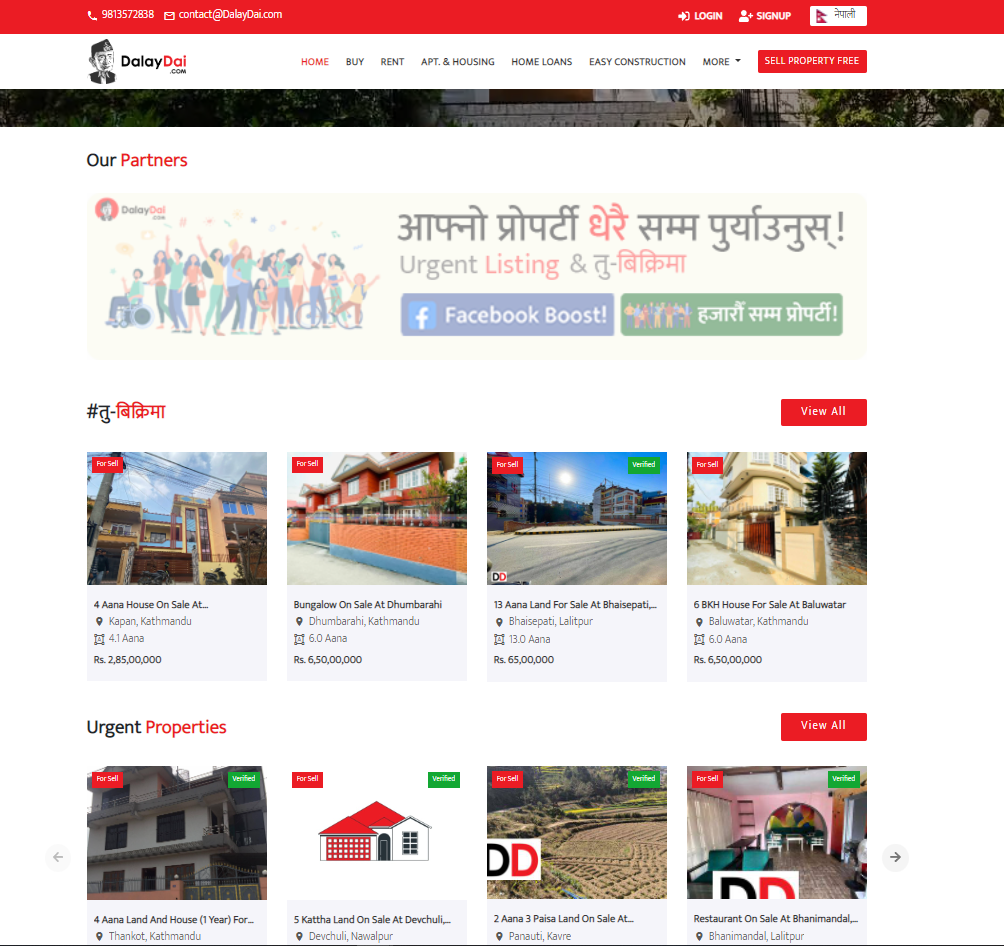 9813572838 contact@DalayDai.com LOGIN SIGNUP नेपाली
DalayDai .COM HOME BUY RENT APT. & HOUSING HOME LOANS EASY CONSTRUCTION MORE SELL PROPERTY FREE
Our Partners
DalayDai .COM
आफ्नो प्रोपर्टी धेरै सम्म पुर्याउनुस्!
Urgent Listing & तु-बिक्रिमा
Facebook Boost! हजारौँ सम्म प्रोपर्टी!
#तु-बिक्रिमा View All
For Sell For Sell For Sell Verified For Sell
DD
4 Aana House On Sale At... Bungalow On Sale At Dhumbarahi 13 Aana Land For Sale At Bhaisepati,... 6 BKH House For Sale At Baluwatar
Kapan, Kathmandu Dhumbarahi, Kathmandu Bhaisepati, Lalitpur Baluwatar, Kathmandu
4.1 Aana 6.0 Aana 13.0 Aana 6.0 Aana
Rs. 2,85,00,000 Rs. 6,50,00,000 Rs. 65,00,000 Rs. 6,50,00,000
Urgent Properties View All
For Sell Verified For Sell Verified For Sell Verified For Sell Verified
DD DD
4 Aana Land And House (1 Year) For... 5 Kattha Land On Sale At Devchuli,... 2 Aana 3 Paisa Land On Sale At... Restaurant On Sale At Bhanimandal,...
Thankot, Kathmandu Devchuli, Nawalpur Panauti, Kavre Bhanimandal, Lalitpur